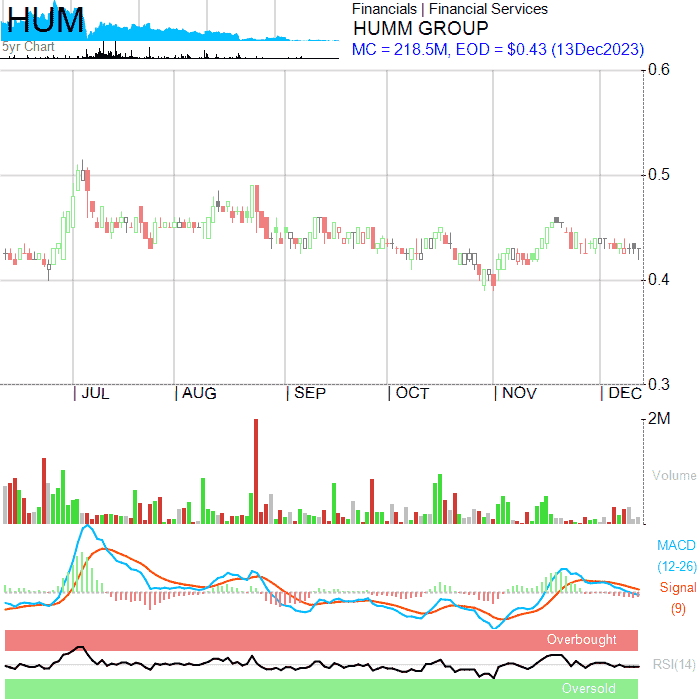 HUM
5yr Chart
Financials | Financial Services
HUMM GROUP
MC = 218.5M, EOD = $0.43 (13Dec2023)
0.6
0.5
0.4
0.3
| JUL | AUG | SEP | OCT | NOV | DEC
2M
Volume
MACD
(12-26)
Signal
(9)
Overbought
RSI(14)
Oversold